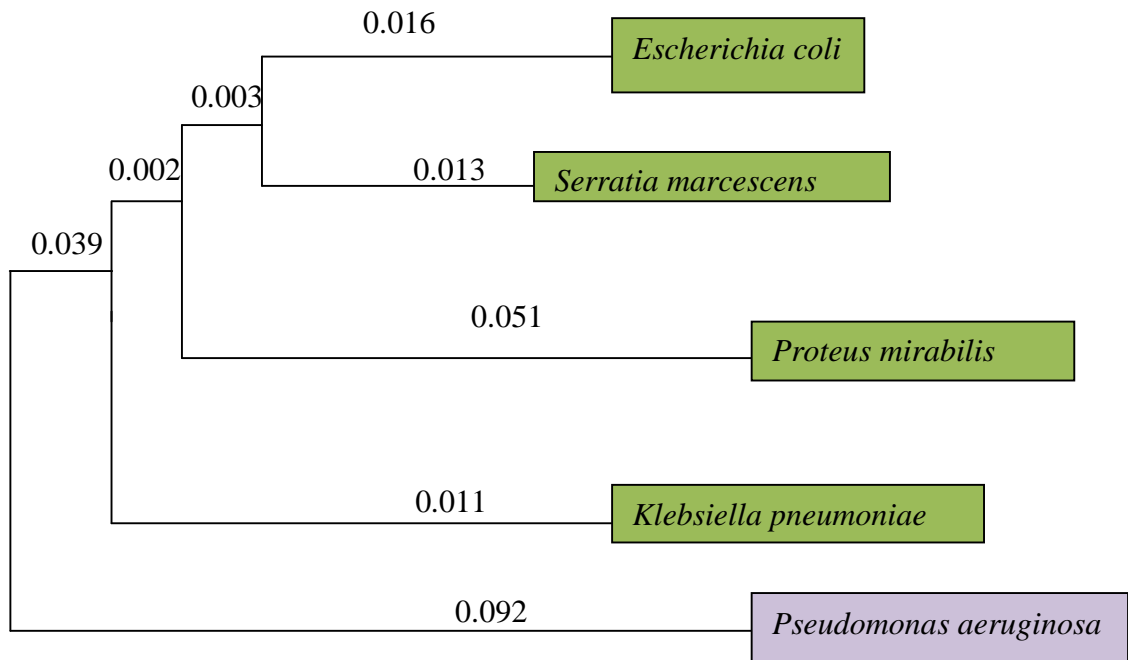 0.016
Escherichia coli
0.003
0.002
0.013
Serratia marcescens
0.039
0.051
Proteus mirabilis
0.011
Klebsiella pneumoniae
0.092
Pseudomonas aeruginosa